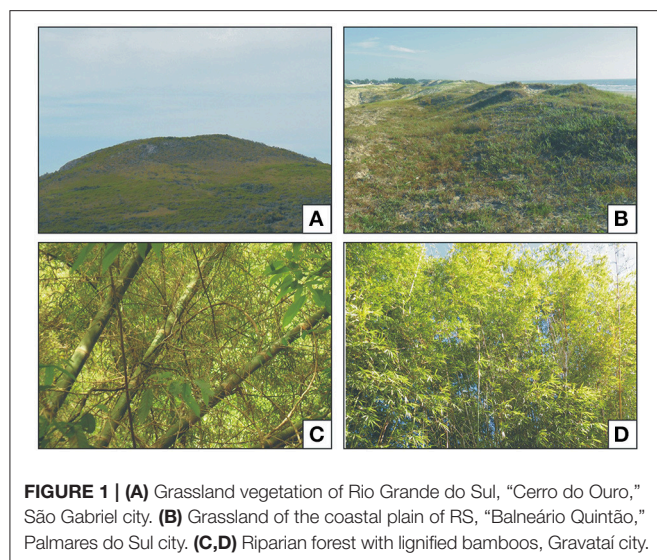 A
B
C
D
FIGURE 1 | (A) Grassland vegetation of Rio Grande do Sul, “Cerro do Ouro,”
São Gabriel city. (B) Grassland of the coastal plain of RS, “Balneário Quintão,”
Palmares do Sul city. (C,D) Riparian forest with lignified bamboos, Gravataí city.